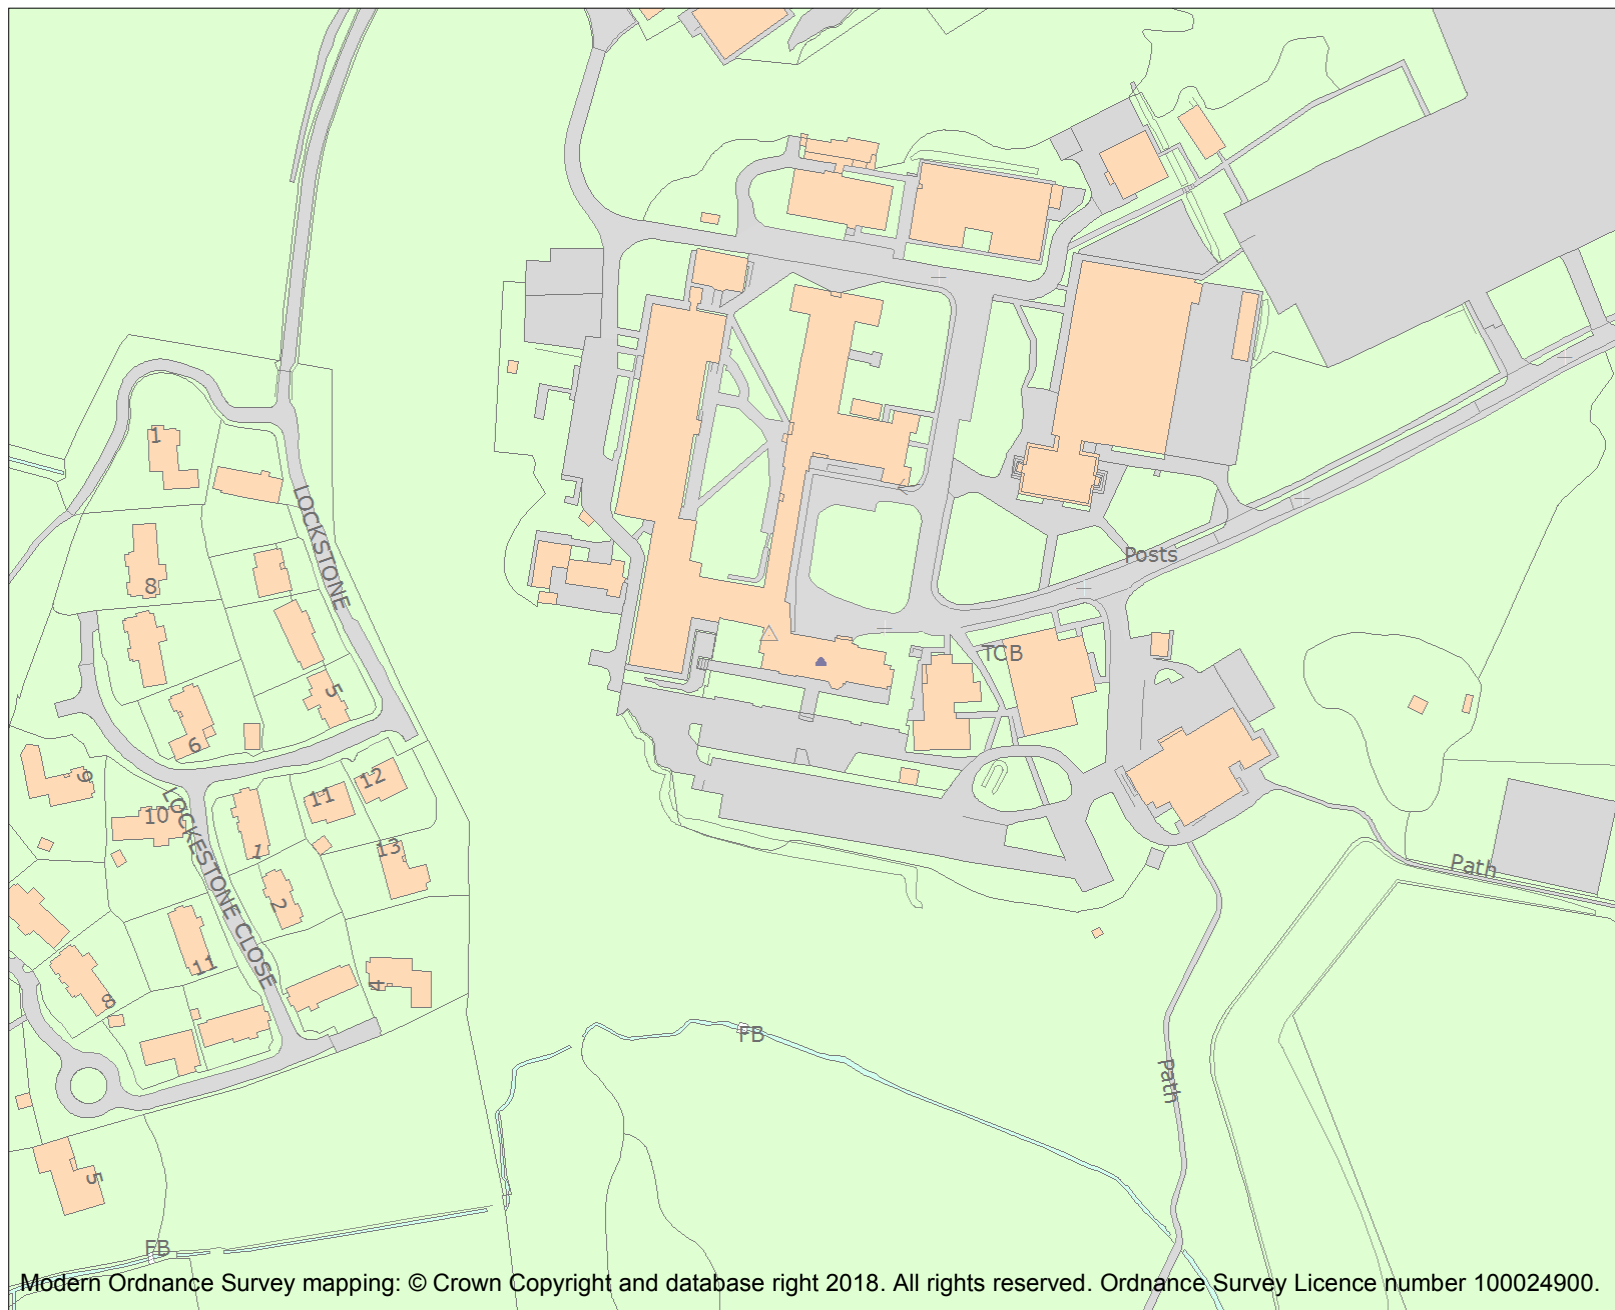 1
LOCKSTONE
8
Posts
TCB
5
6
9
12
11
10
LOCKESTONE CLOSE
1
13
Path
2
11
4
8
FB
Path
5
FB
Modern Ordnance Survey mapping: © Crown Copyright and database right 2018. All rights reserved. Ordnance Survey Licence number 100024900.